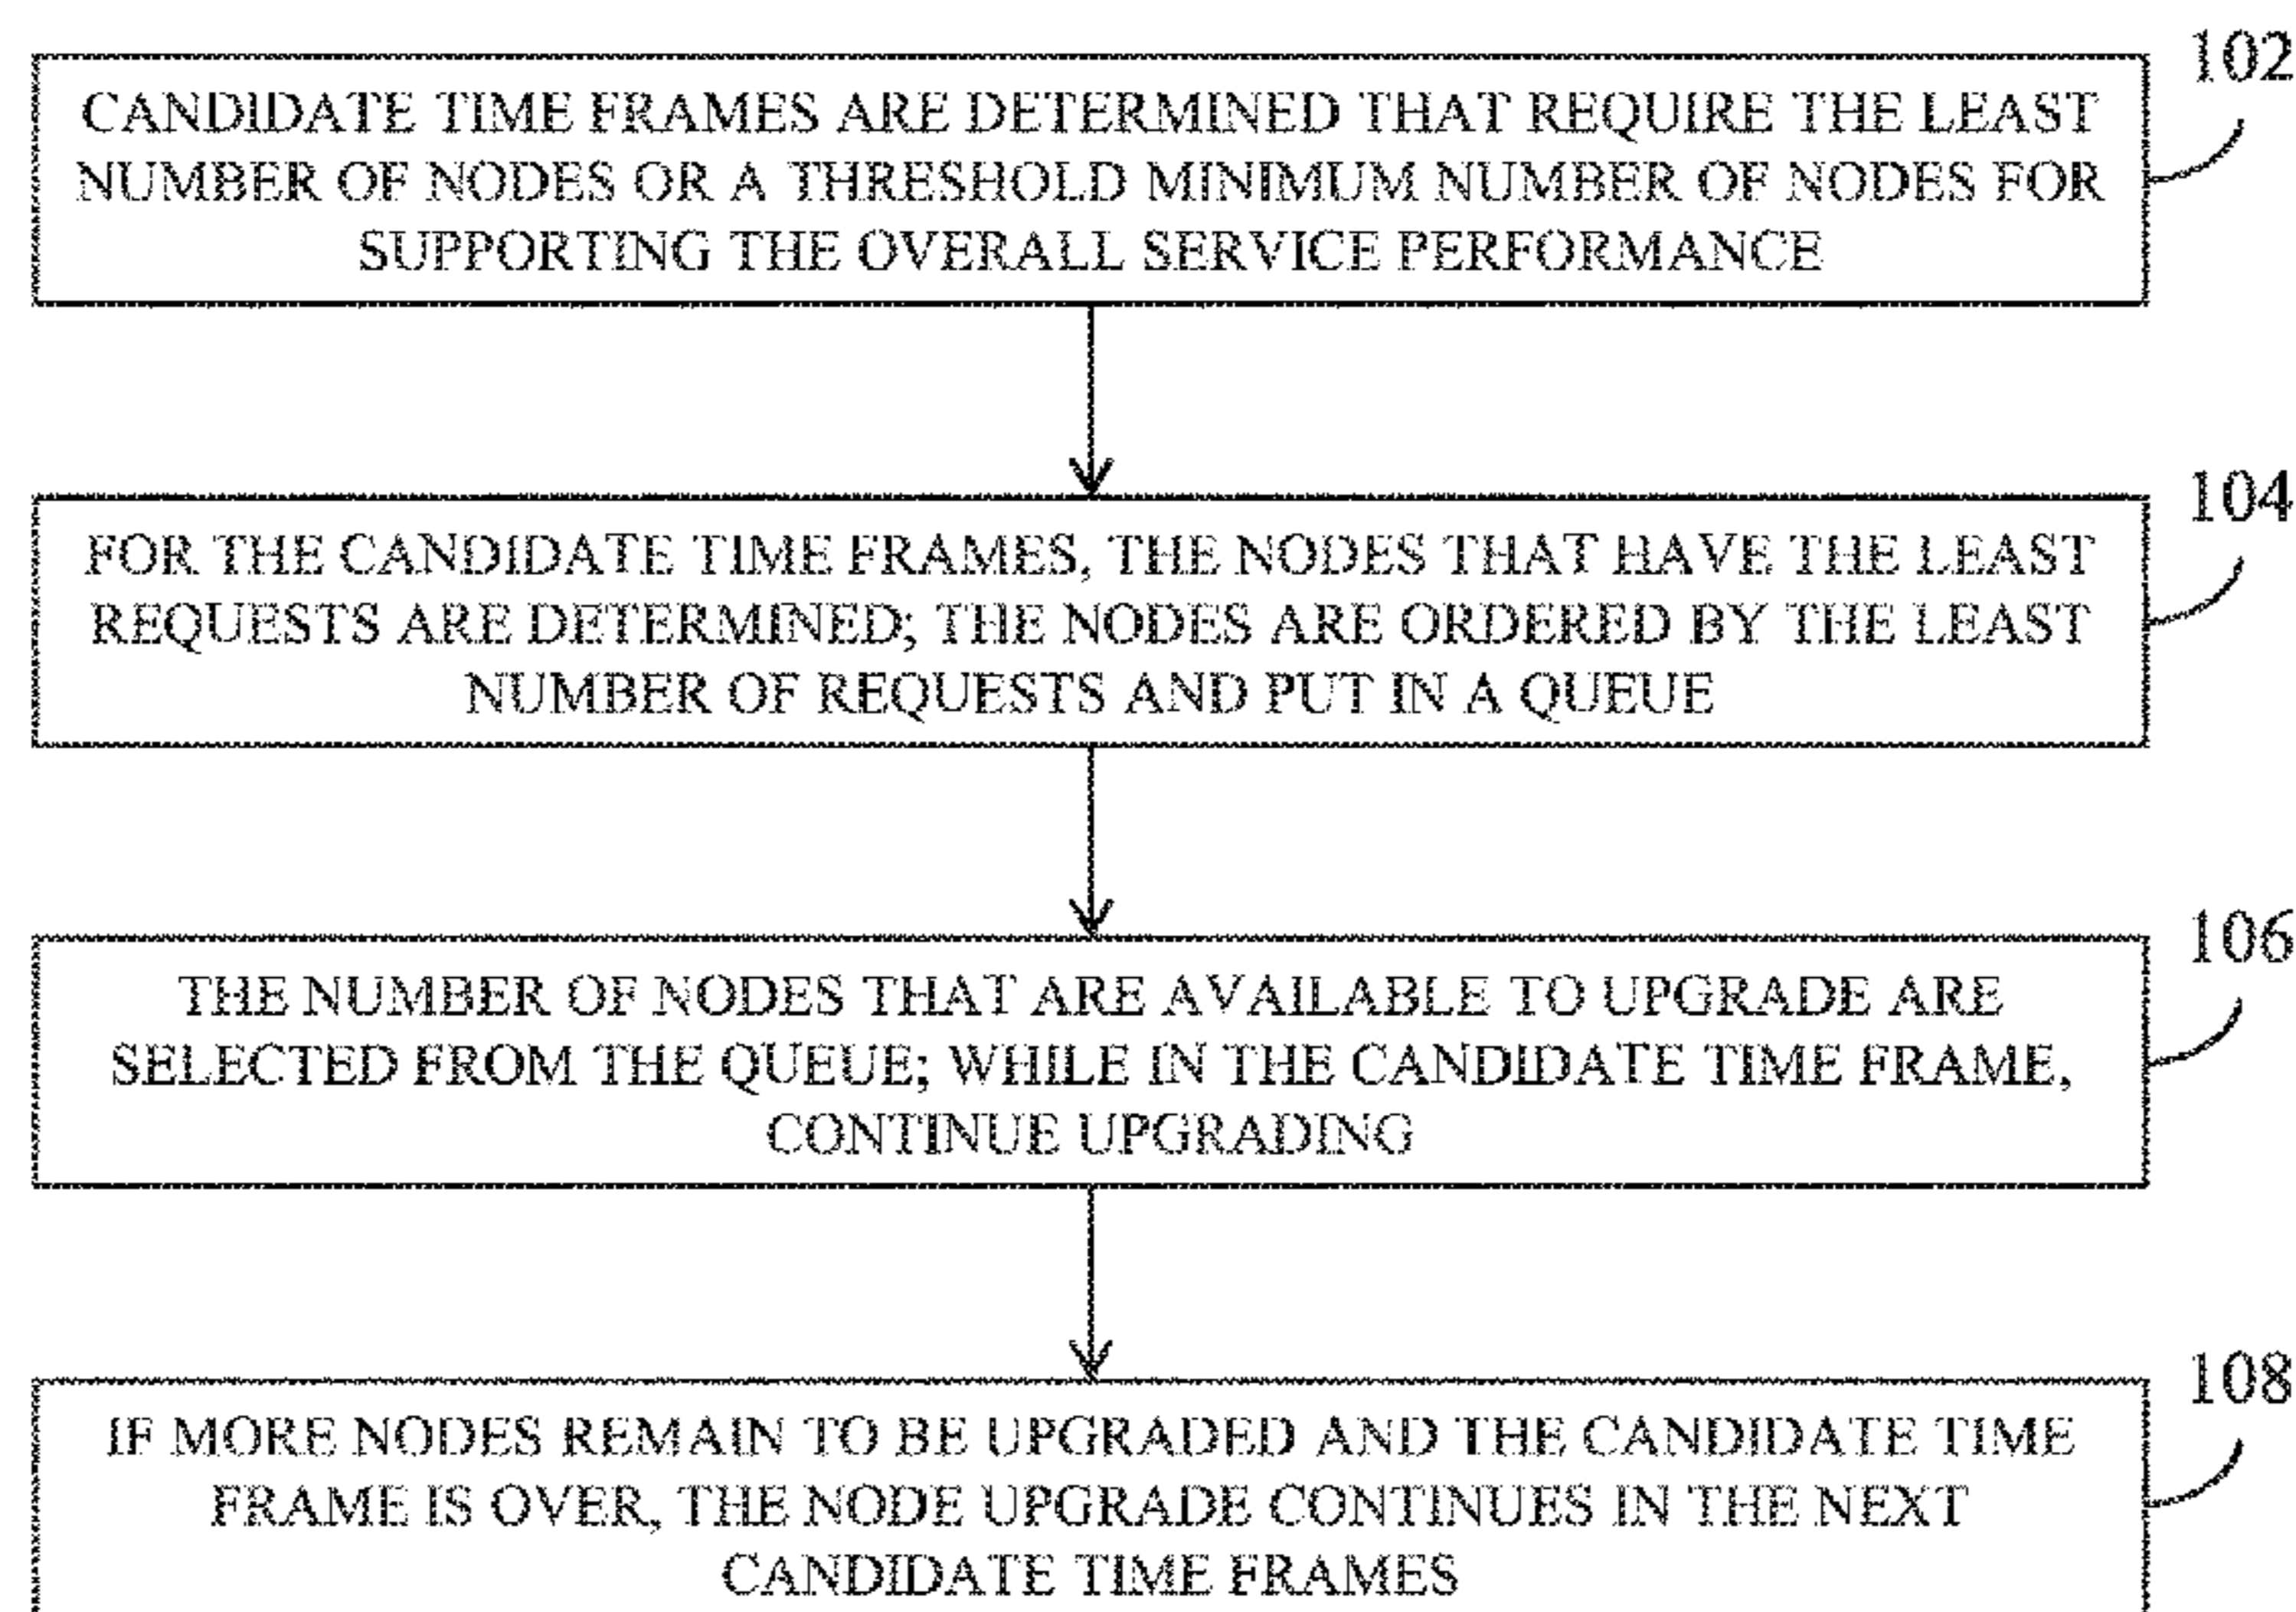 102
CANDIDATE TIME FRAMES ARE DETERMINED THAT REQUIRE THE LEAST
NUMBER OF NODES OR A THRESHOLD MINIMUM NUMBER OF NODES FOR
SUPPORTING THE OVERALL SERVICE PERFORMANCE
104
FOR THE CANDIDATE TIME FRAMES, THE NODES THAT HAVE THE LEAST
REQUESTS ARE DETERMINED; THE NODES ARE ORDERED BY THE LEAST
NUMBER OF REQUESTS AND PUT IN A QUEUE
106
THE NUMBER OF NODES THAT ARE AVAILABLE TO UPGRADE ARE
SELECTED FROM THE QUEUE; WHILE IN THE CANDIDATE TIME FRAME,
CONTINUE UPGRADING
108
IF MORE NODES REMAIN TO BE UPGRADED AND THE CANDIDATE TIME
FRAME IS OVER, THE NODE UPGRADE CONTINUES IN THE NEXT
CANDIDATE TIME FRAMES